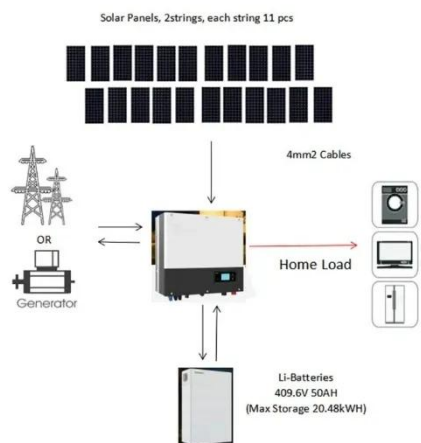 Solar Panels, 2strings, each string 11 pcs
4mm2 Cables
OR
Generator
Home Load
Li-Batteries
409.6V 50AH
(Max Storage 20.48kWH)